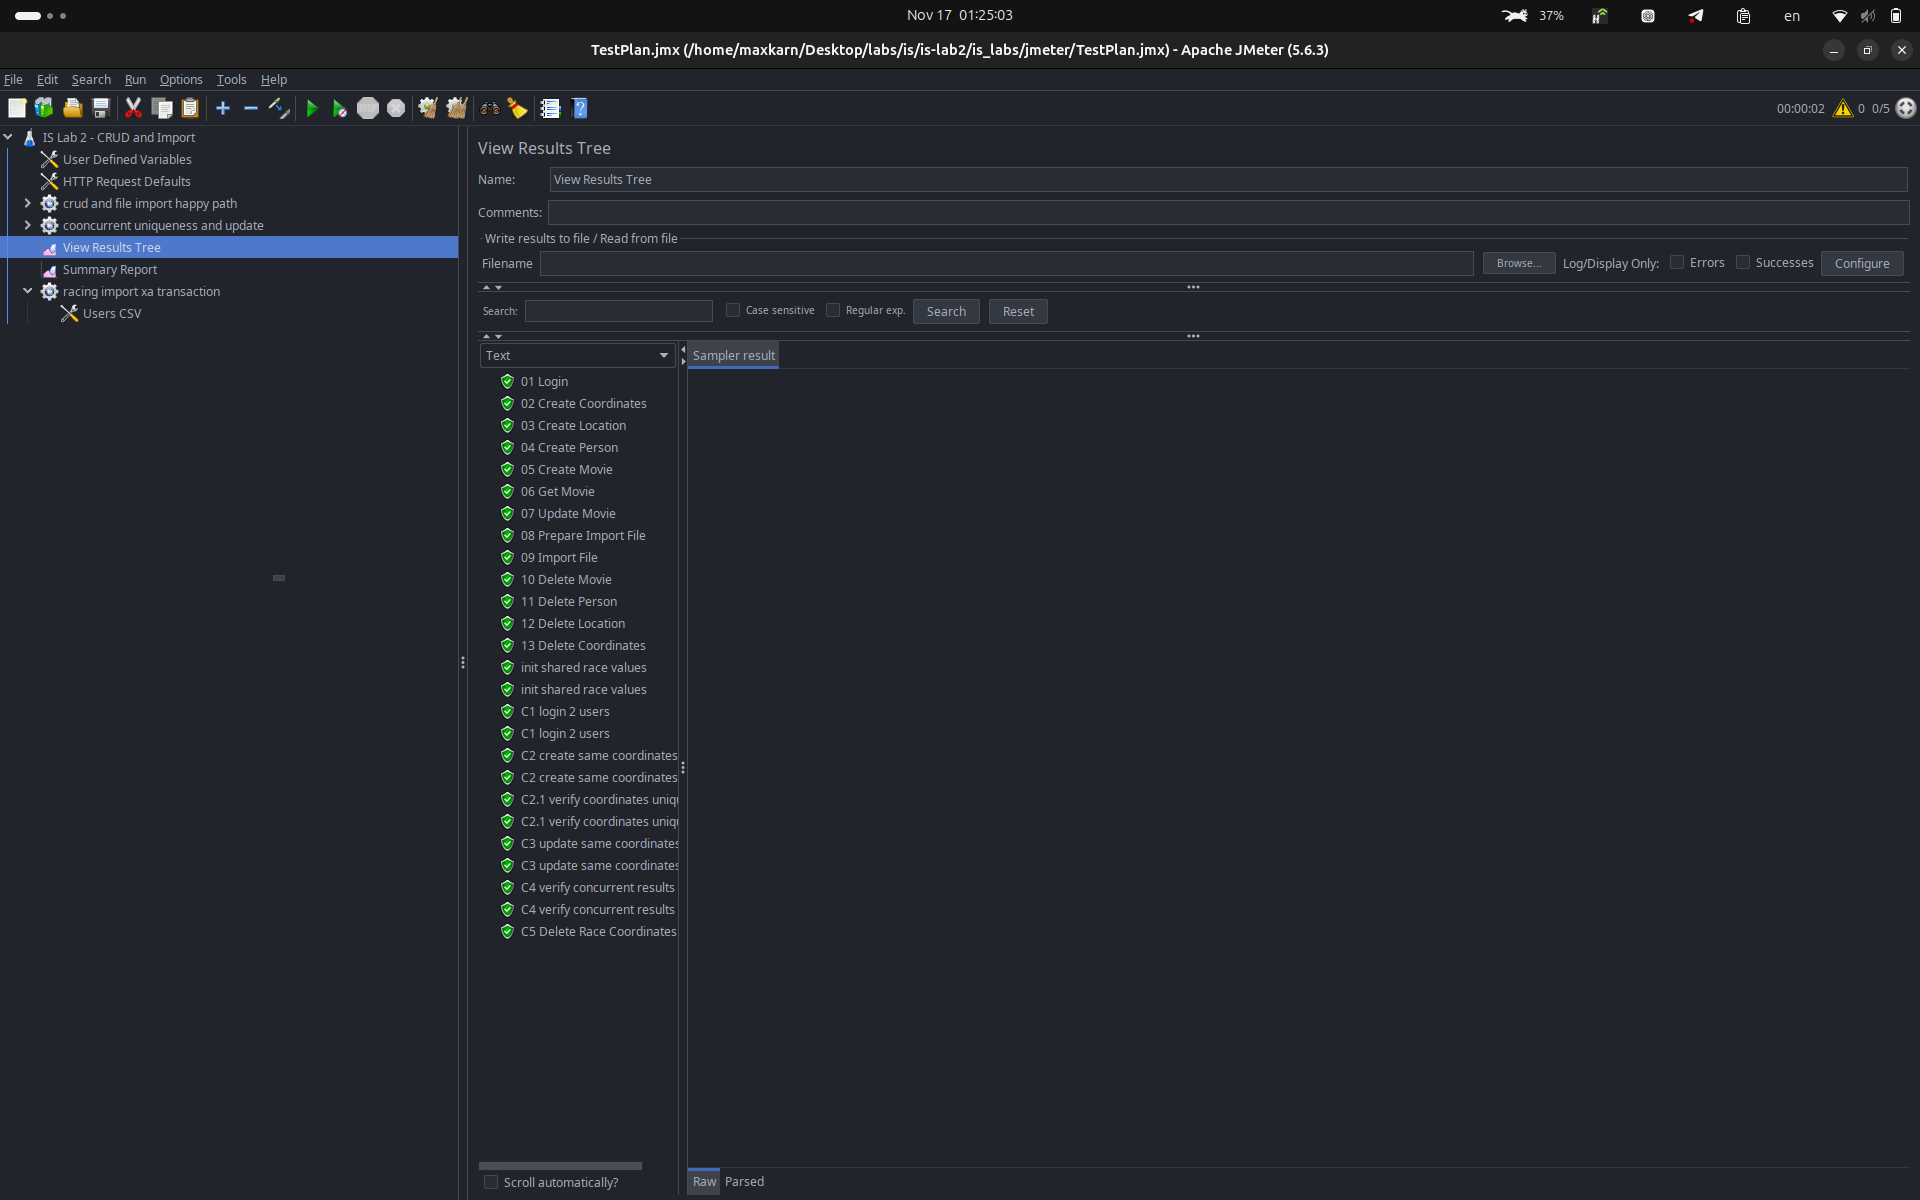 Nov 17 01:25:03
37%
en
TestPlan.jmx (/home/maxkarn/Desktop/labs/is/is-lab2/is_labs/jmeter/TestPlan.jmx) - Apache JMeter (5.6.3)
File Edit Search Run Options Tools Help
00:00:02 0 0/5
IS Lab 2 - CRUD and Import
User Defined Variables
HTTP Request Defaults
crud and file import happy path
cooncurrent uniqueness and update
View Results Tree
Summary Report
racing import xa transaction
Users CSV
View Results Tree
Name: View Results Tree
Comments:
Write results to file / Read from file
Filename Browse... Log/Display Only: Errors Successes Configure
Search: Case sensitive Regular exp. Search Reset
Text
Sampler result
01 Login
02 Create Coordinates
03 Create Location
04 Create Person
05 Create Movie
06 Get Movie
07 Update Movie
08 Prepare Import File
09 Import File
10 Delete Movie
11 Delete Person
12 Delete Location
13 Delete Coordinates
init shared race values
init shared race values
C1 login 2 users
C1 login 2 users
C2 create same coordinates
C2 create same coordinates
C2.1 verify coordinates uniq
C2.1 verify coordinates uniq
C3 update same coordinates
C3 update same coordinates
C4 verify concurrent results
C4 verify concurrent results
C5 Delete Race Coordinates
Scroll automatically?
Raw Parsed